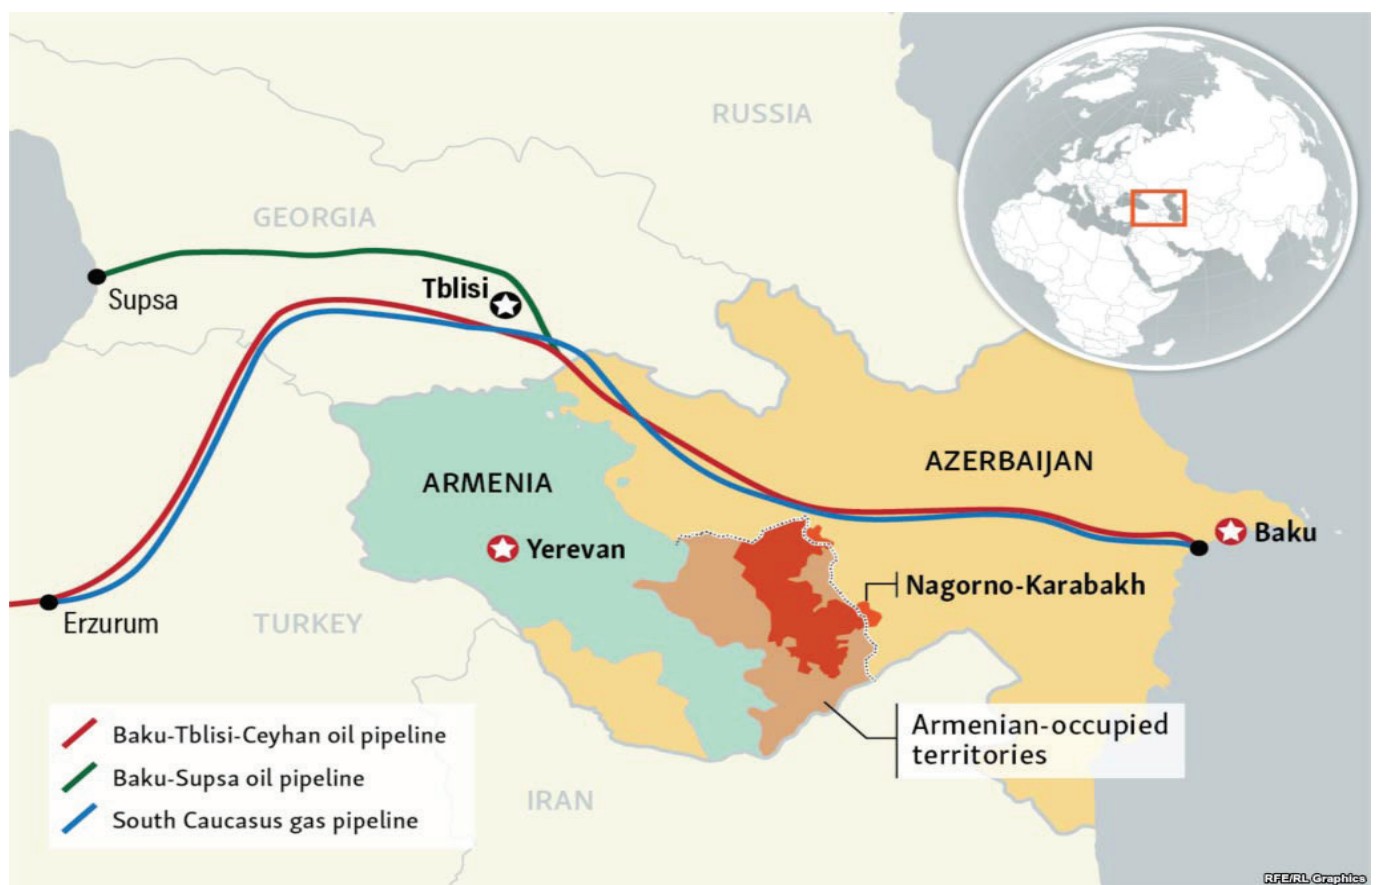 RUSSIA
GEORGIA
Tblisi
Supsa
AZERBAIJAN
ARMENIA
Baku
Yerevan
Nagorno-Karabakh
Erzurum
TURKEY
Armenian-occupied
territories
Baku-Tblisi-Ceyhan oil pipeline
Baku-Supsa oil pipeline
South Caucasus gas pipeline
IRAN
RFE/RL Graphics